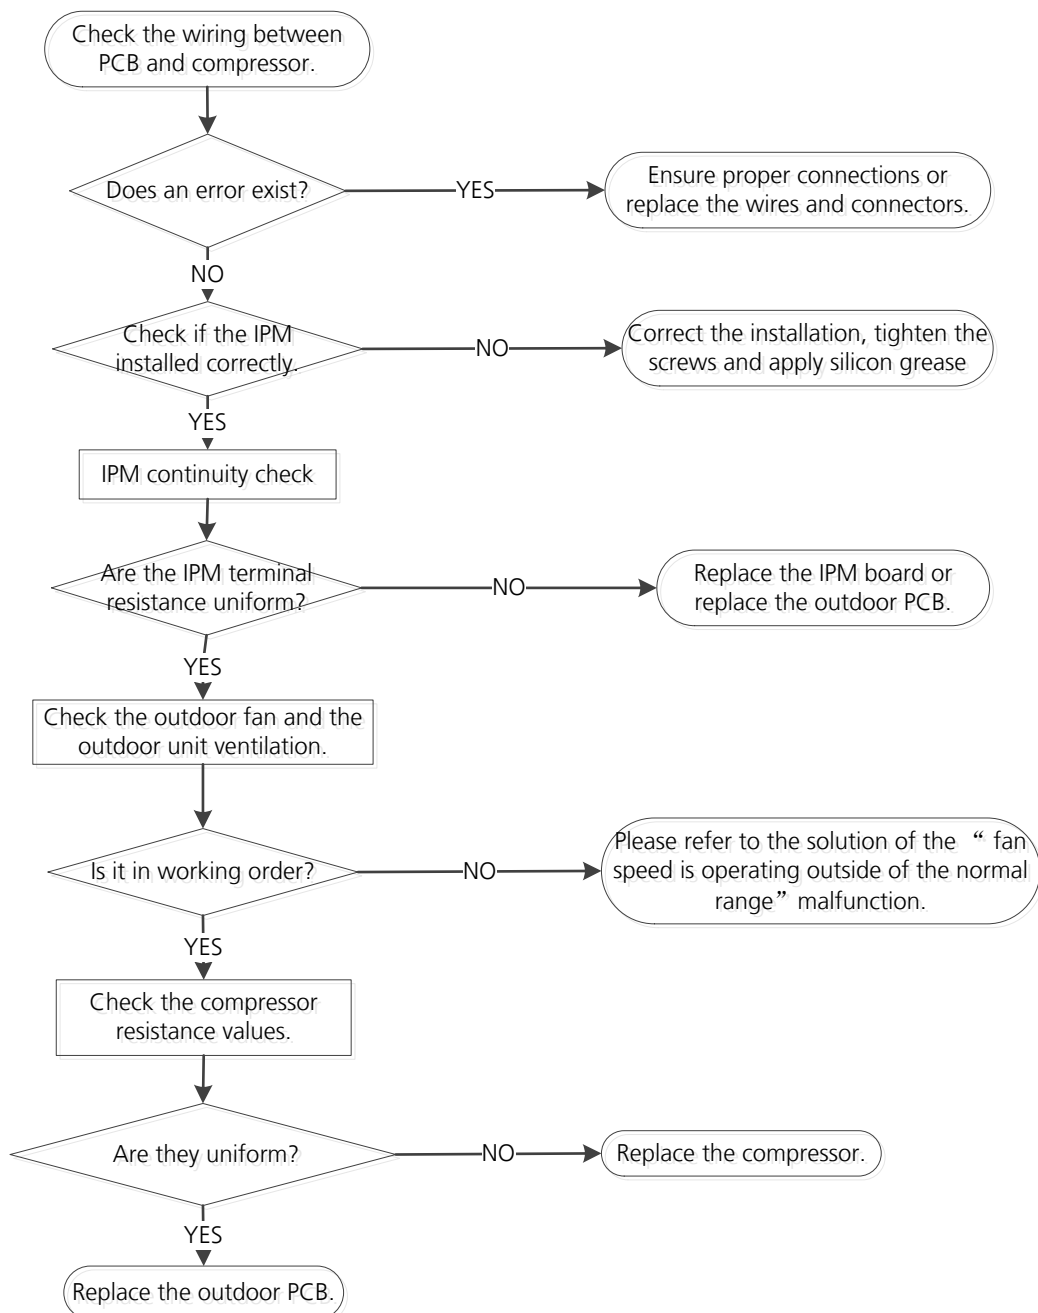 Check the wiring between
PCB and compressor.
Does an error exist?
YES
Ensure proper connections or
replace the wires and connectors.
NO
Check if the IPM
installed correctly.
NO
Correct the installation, tighten the
screws and apply silicon grease
YES
IPM continuity check
Are the IPM terminal
resistance uniform?
NO
Replace the IPM board or
replace the outdoor PCB.
YES
Check the outdoor fan and the
outdoor unit ventilation.
Is it in working order?
NO
Please refer to the solution of the “ fan
speed is operating outside of the normal
range” malfunction.
YES
Check the compressor
resistance values.
Are they uniform?
NO
Replace the compressor.
YES
Replace the outdoor PCB.